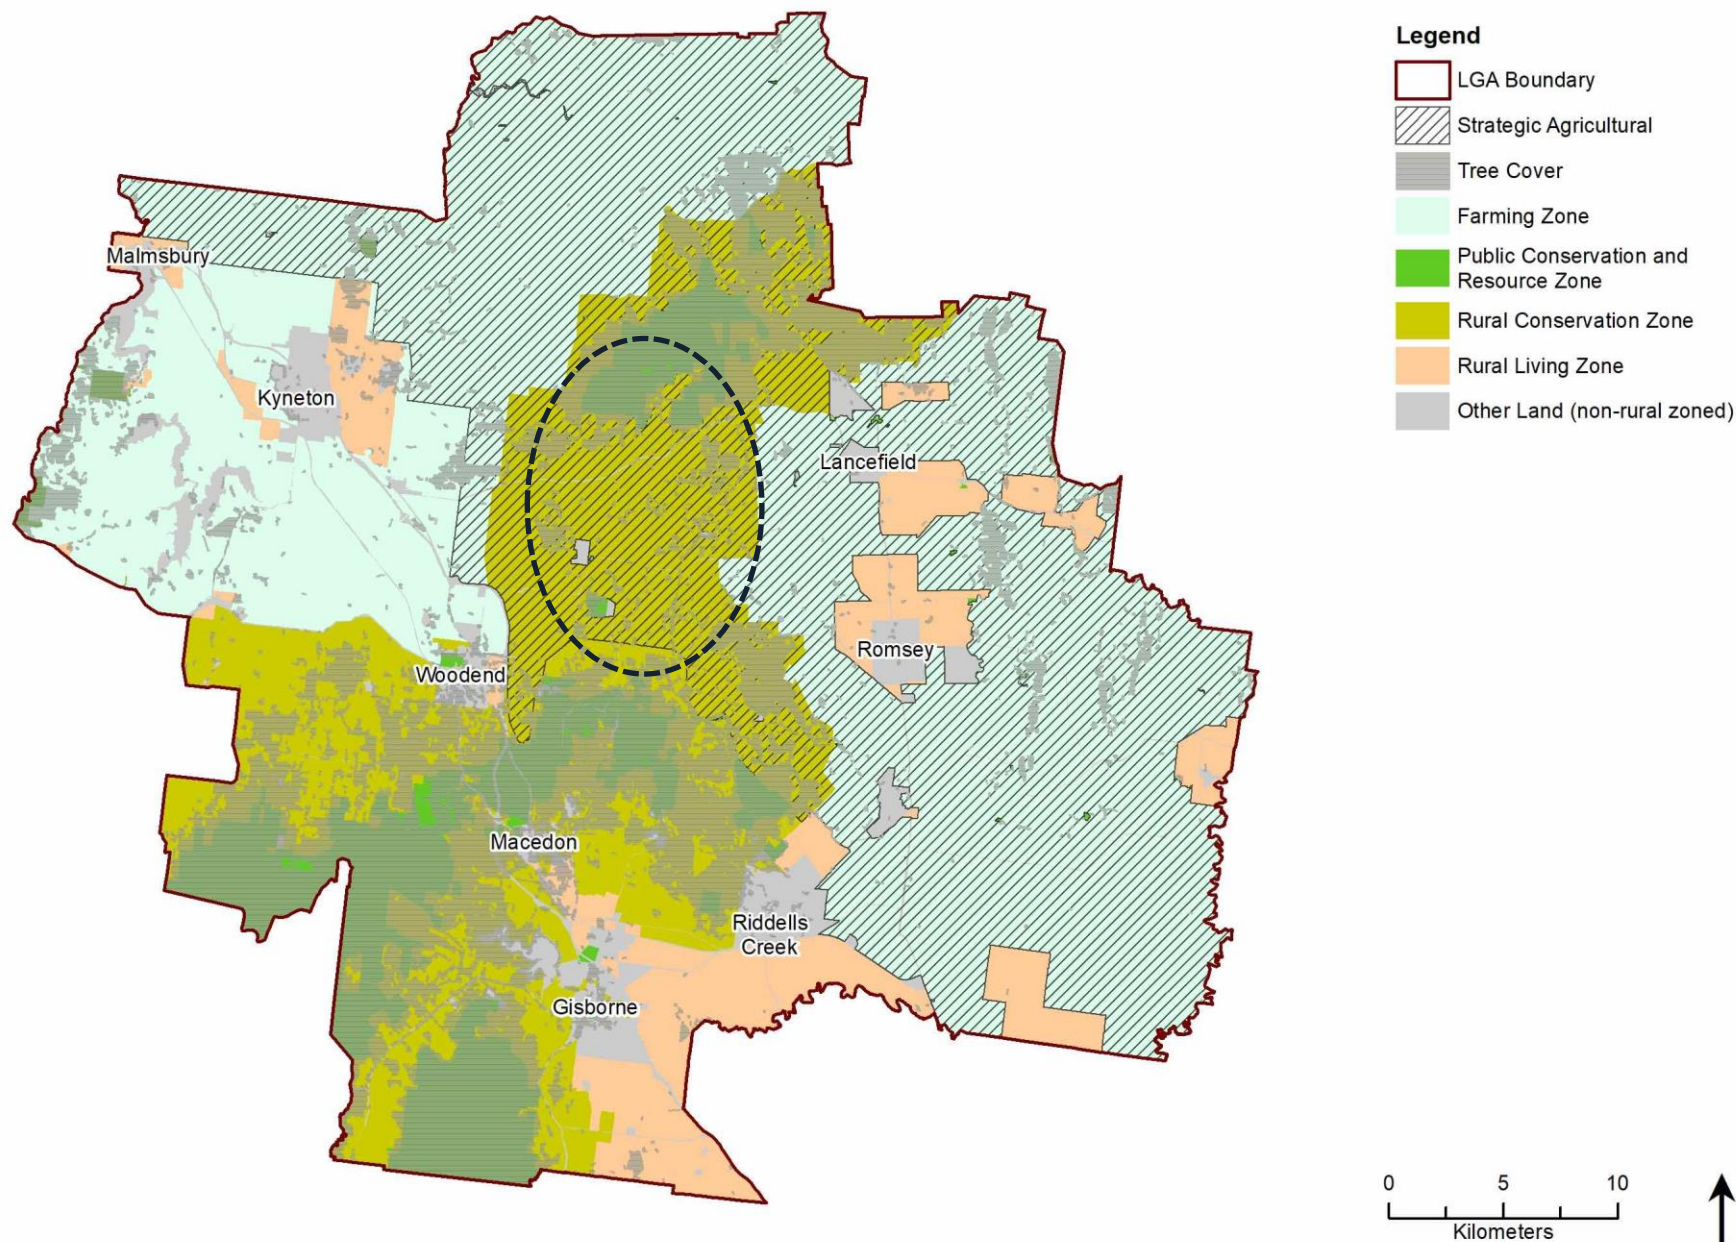 Legend
LGA Boundary
Strategic Agricultural
Tree Cover
Farming Zone
Public Conservation and
Resource Zone
Rural Conservation Zone
Rural Living Zone
Other Land (non-rural zoned)
Malmsbury
Kyneton
Lancefield
Romsey
Woodend
Macedon
Riddells
Creek
Gisborne
0 5 10
Kilometers